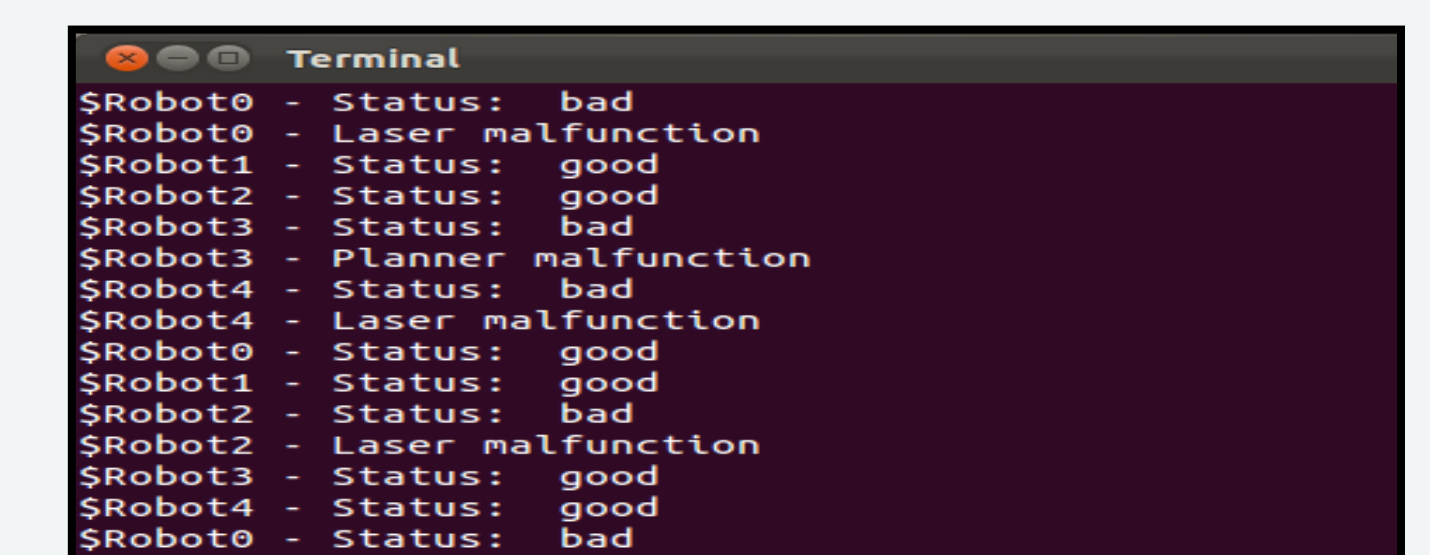 Terminal
$Robot0 - Status:  bad
$Robot0 - Laser malfunction
$Robot1 - Status:  good
$Robot2 - Status:  good
$Robot3 - Status:  bad
$Robot3 - Planner malfunction
$Robot4 - Status:  bad
$Robot4 - Laser malfunction
$Robot0 - Status:  good
$Robot1 - Status:  good
$Robot2 - Status:  bad
$Robot2 - Laser malfunction
$Robot3 - Status:  good
$Robot4 - Status:  good
$Robot0 - Status:  bad